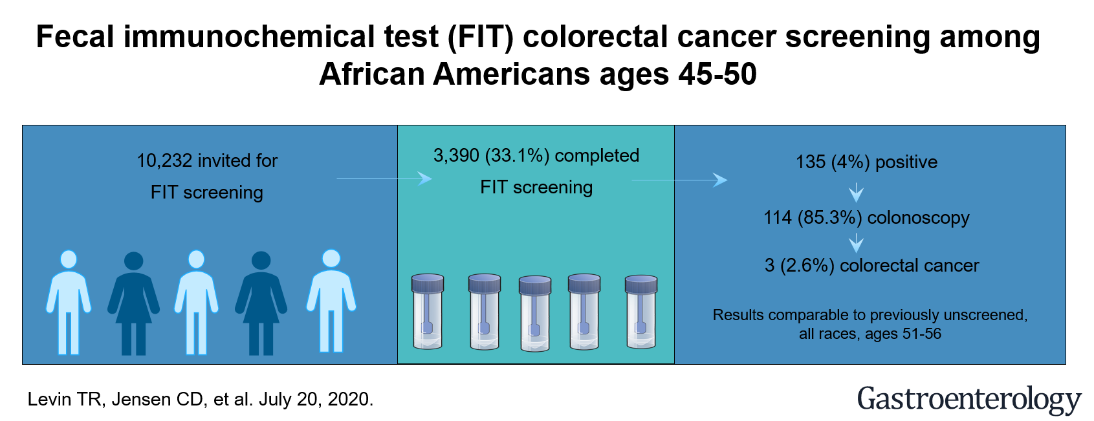 Fecal immunochemical test (FIT) colorectal cancer screening among
African Americans ages 45-50
10,232 invited for
FIT screening
3,390 (33.1%) completed
FIT screening
135 (4%) positive
114 (85.3%) colonoscopy
3 (2.6%) colorectal cancer
Results comparable to previously unscreened,
all races, ages 51-56
Levin TR, Jensen CD, et al. July 20, 2020.
Gastroenterology